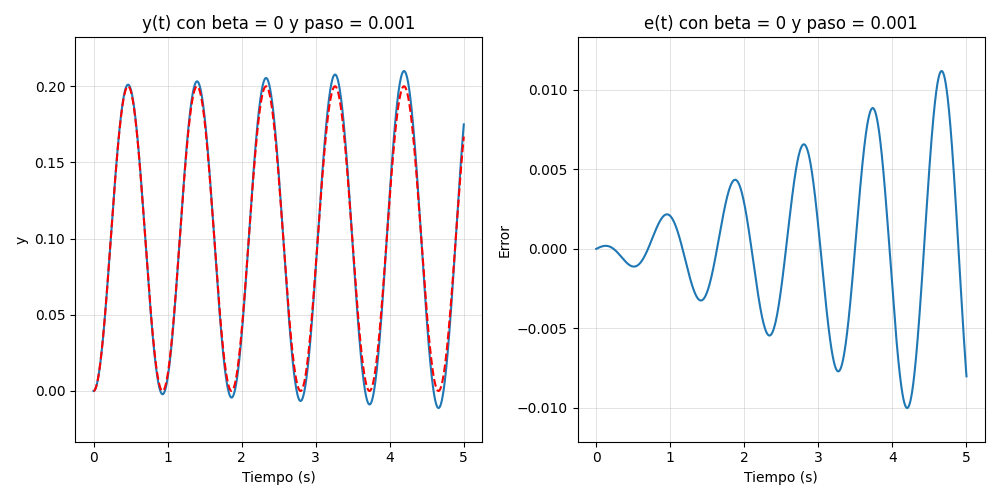 y(t) con beta = 0 y paso = 0.001
y
0.20
0.15
0.10
0.05
0.00
0 1 2 3 4 5
Tiempo (s)
e(t) con beta = 0 y paso = 0.001
Error
0.010
0.005
0.000
−0.005
−0.010
0 1 2 3 4 5
Tiempo (s)